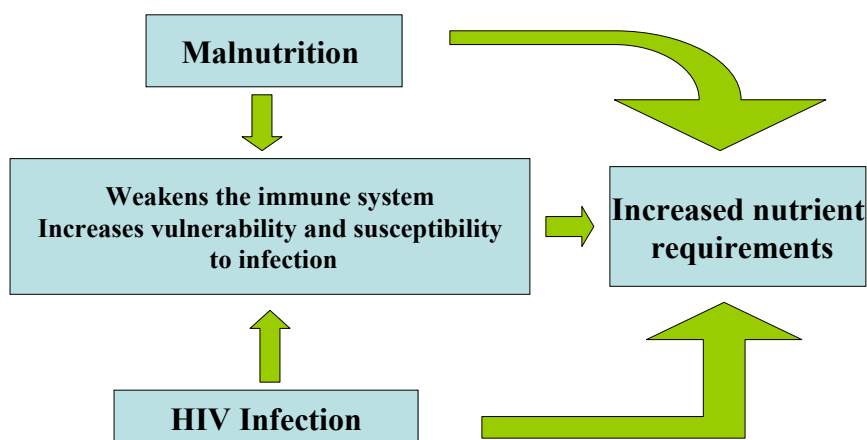 Malnutrition
Weakens the immune system
Increases vulnerability and susceptibility
to infection
Increased nutrient
requirements
HIV Infection